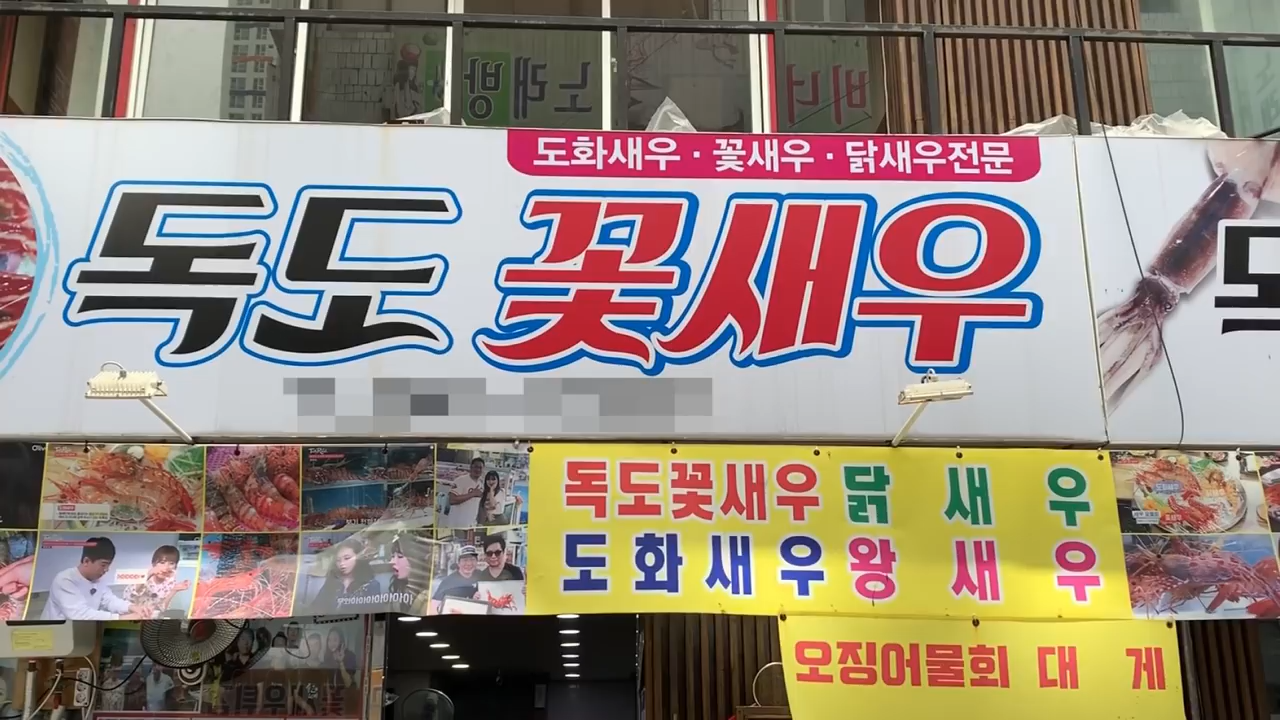 노래방
비너
도화새우 · 꽃새우 · 닭새우전문
독도 꽃새우
독도꽃새우 닭 새 우
도화새우 왕 새 우
오징어물회 대 게